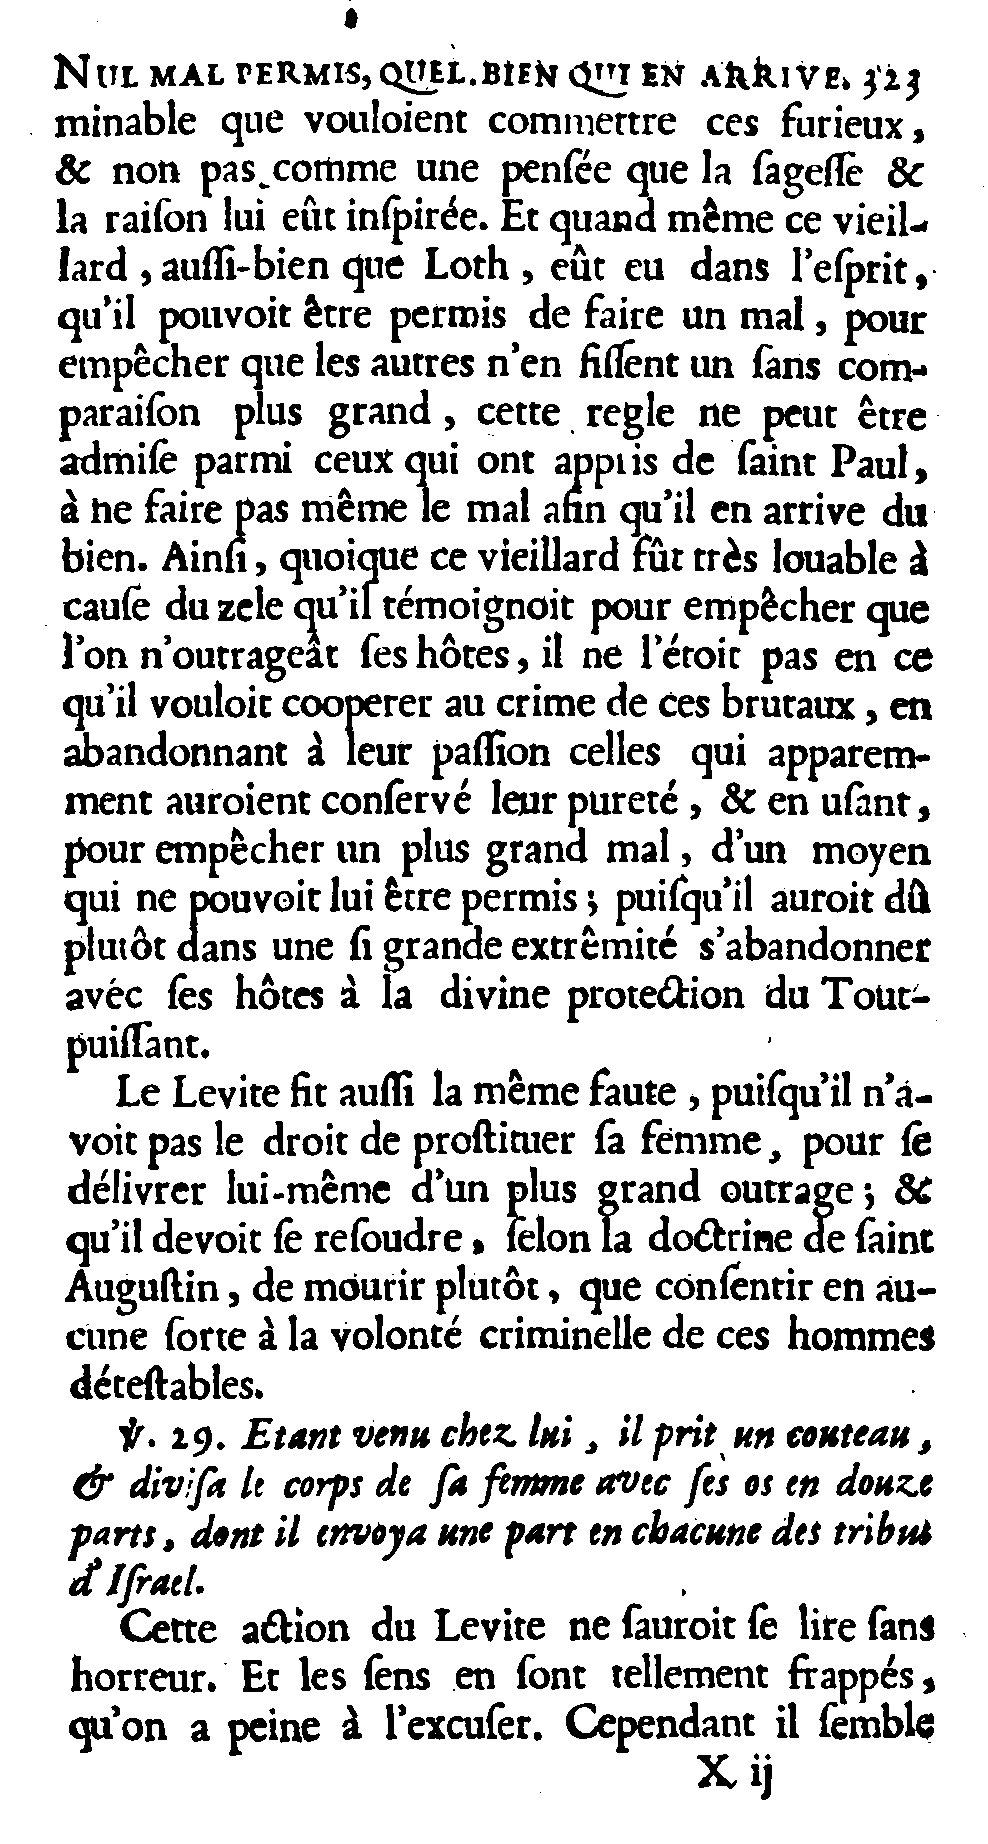 NUL MAL PERMIS, QUEL BIEN QUI EN ARRIVE. 323
minable que vouloient commettre ces furieux,
& non pas comme une penſée que la ſageſſe &
la raiſon lui eût inſpirée. Et quand même ce vieil-
lard, auſſi-bien que Loth, eût eu dans l'eſprit,
qu'il pouvoit être permis de faire un mal, pour
empêcher que les autres n'en fiſſent un ſans com-
paraiſon plus grand, cette regle ne peut être
admiſe parmi ceux qui ont appris de ſaint Paul,
à ne faire pas même le mal afin qu'il en arrive du
bien. Ainſi, quoique ce vieillard fût très louable à
cauſe du zele qu'il témoignoit pour empêcher que
l'on n'outrageât ſes hôtes, il ne l'étoit pas en ce
qu'il vouloit cooperer au crime de ces brutaux, en
abandonnant à leur paſſion celles qui apparem-
ment auroient conſervé leur pureté, & en uſant,
pour empêcher un plus grand mal, d'un moyen
qui ne pouvoit lui être permis; puiſqu'il auroit dû
plutôt dans une ſi grande extrêmité s'abandonner
avéc ſes hôtes à la divine protection du Tout-
puiſſant.
Le Levite fit auſſi la même faute, puiſqu'il n'a-
voit pas le droit de proſtituer ſa femme, pour ſe
délivrer lui-même d'un plus grand outrage; &
qu'il devoit ſe reſoudre, ſelon la doctrine de ſaint
Auguſtin, de mourir plutôt, que conſentir en au-
cune ſorte à la volonté criminelle de ces hommes
déteſtables.
℣. 29. Etant venu chez lui, il prit un couteau,
& diviſa le corps de ſa femme avec ſes os en douze
parts, dont il envoya une part en chacune des tribus
d'Iſrael.
Cette action du Levite ne ſauroit ſe lire ſans
horreur. Et les ſens en ſont tellement frappés,
qu'on a peine à l'excuſer. Cependant il ſemble
X ij